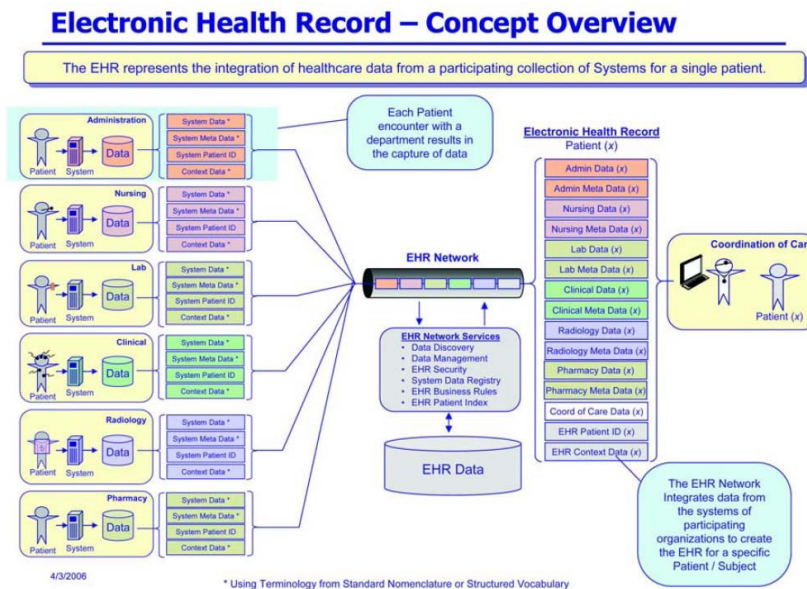 Electronic Health Record – Concept Overview
The EHR represents the integration of healthcare data from a participating collection of Systems for a single patient.
Administration
Patient
System
Data
System Data *
System Meta Data *
System Patient ID
Context Data *
Nursing
Patient
System
Data
System Data *
System Meta Data *
System Patient ID
Context Data *
Lab
Patient
System
Data
System Data *
System Meta Data *
System Patient ID
Context Data *
Clinical
Patient
System
Data
System Data *
System Meta Data *
System Patient ID
Context Data *
Radiology
Patient
System
Data
System Data *
System Meta Data *
System Patient ID
Context Data *
Pharmacy
Patient
System
Data
System Data *
System Meta Data *
System Patient ID
Context Data *
Each Patient
encounter with a
department results in
the capture of data
EHR Network
EHR Network Services
• Data Discovery
• Data Management
• EHR Security
• System Data Registry
• EHR Business Rules
• EHR Patient Index
EHR Data
Electronic Health Record
Patient (x)
Admin Data (x)
Admin Meta Data (x)
Nursing Data (x)
Nursing Meta Data (x)
Lab Data (x)
Lab Meta Data (x)
Clinical Data (x)
Clinical Meta Data (x)
Radiology Data (x)
Radiology Meta Data (x)
Pharmacy Data (x)
Pharmacy Meta Data (x)
Coord of Care Data (x)
EHR Patient ID (x)
EHR Context Data (x)
Coordination of Car
Patient (x)
The EHR Network
Integrates data from
the systems of
participating
organizations to create
the EHR for a specific
Patient / Subject
4/3/2006
* Using Terminology from Standard Nomenclature or Structured Vocabulary